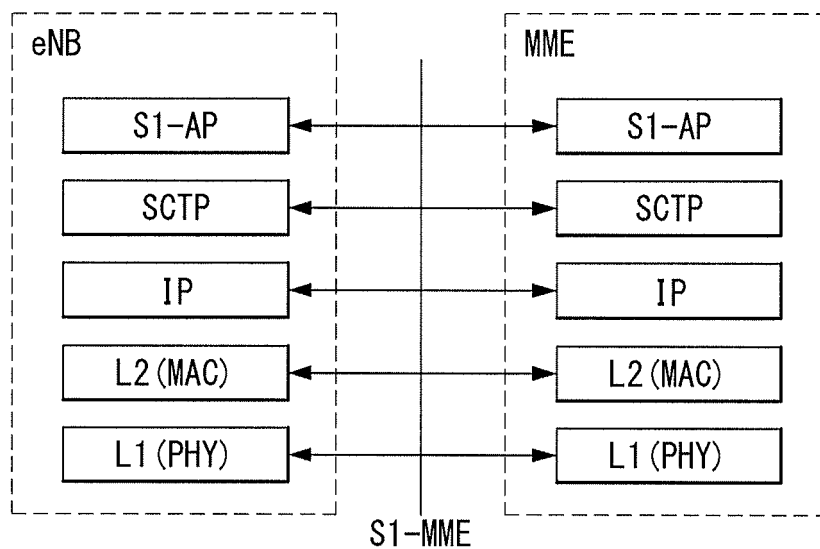 eNB
MME
S1-AP
S1-AP
SCTP
SCTP
IP
IP
L2(MAC)
L2(MAC)
L1(PHY)
L1(PHY)
S1-MME